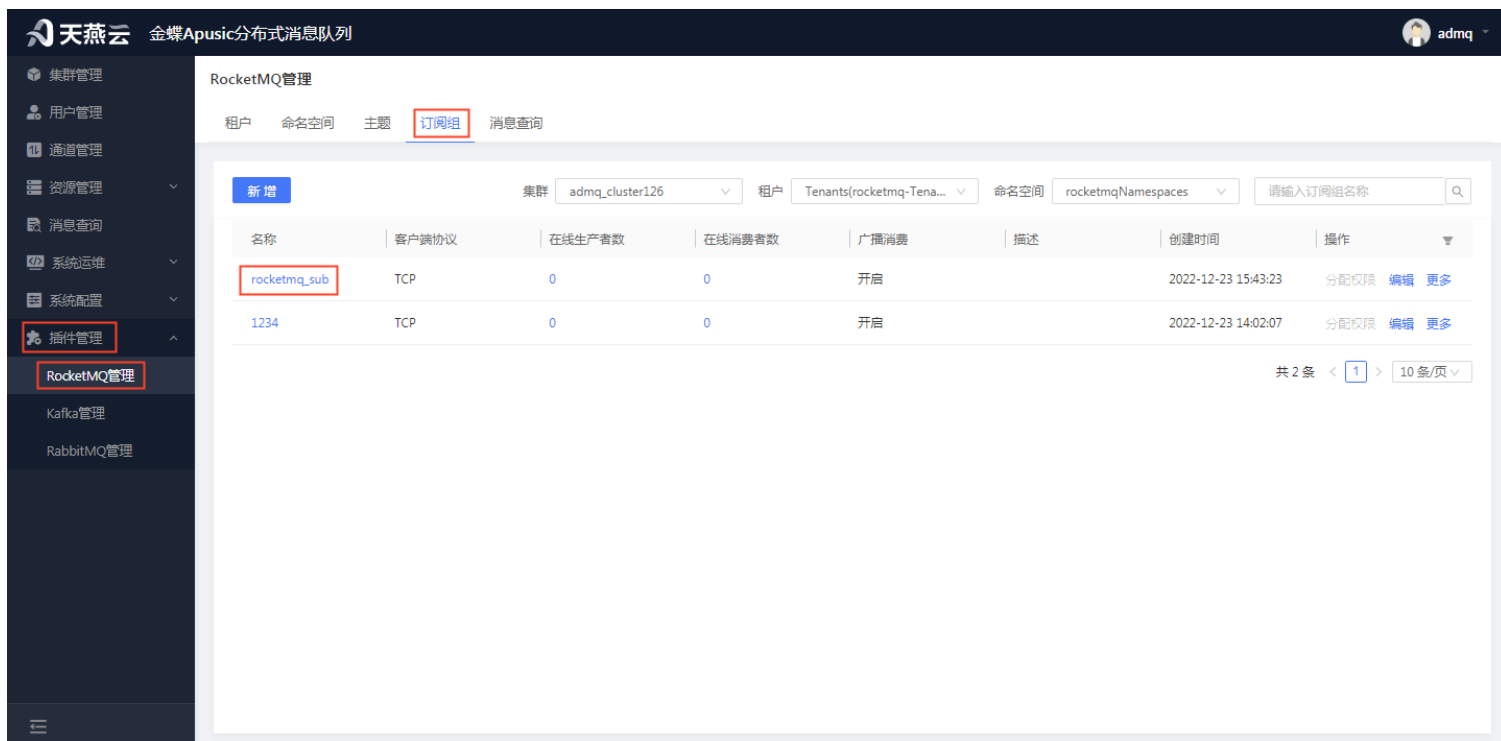 天燕云 金蝶Apusic分布式消息队列 admq
集群管理
用户管理
通道管理
资源管理
消息查询
系统运维
系统配置
插件管理
RocketMQ管理
Kafka管理
RabbitMQ管理
RocketMQ管理
租户 命名空间 主题 订阅组 消息查询
新增 集群 admq_cluster126 租户 Tenants(rocketmq-Tena... 命名空间 rocketmqNamespaces 请输入订阅组名称
名称 客户端协议 在线生产者数 在线消费者数 广播消费 描述 创建时间 操作
rocketmq_sub TCP 0 0 开启 2022-12-23 15:43:23 分配权限 编辑 更多
1234 TCP 0 0 开启 2022-12-23 14:02:07 分配权限 编辑 更多
共 2 条 < 1 > 10 条/页